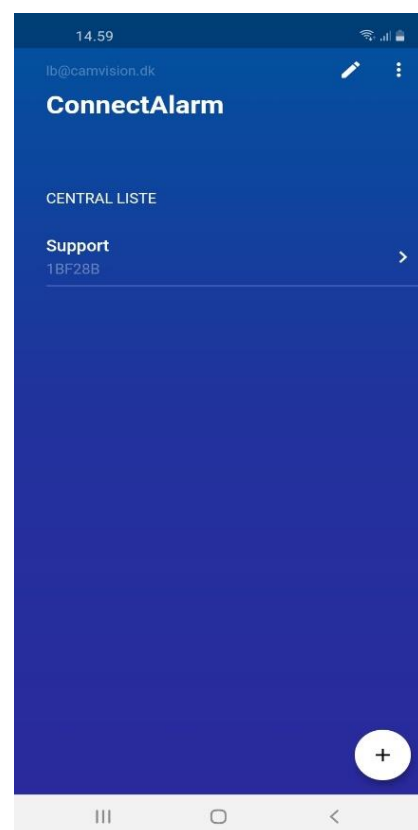 14.59
lb@camvision.dk
ConnectAlarm
CENTRAL LISTE
Support
1BF28B